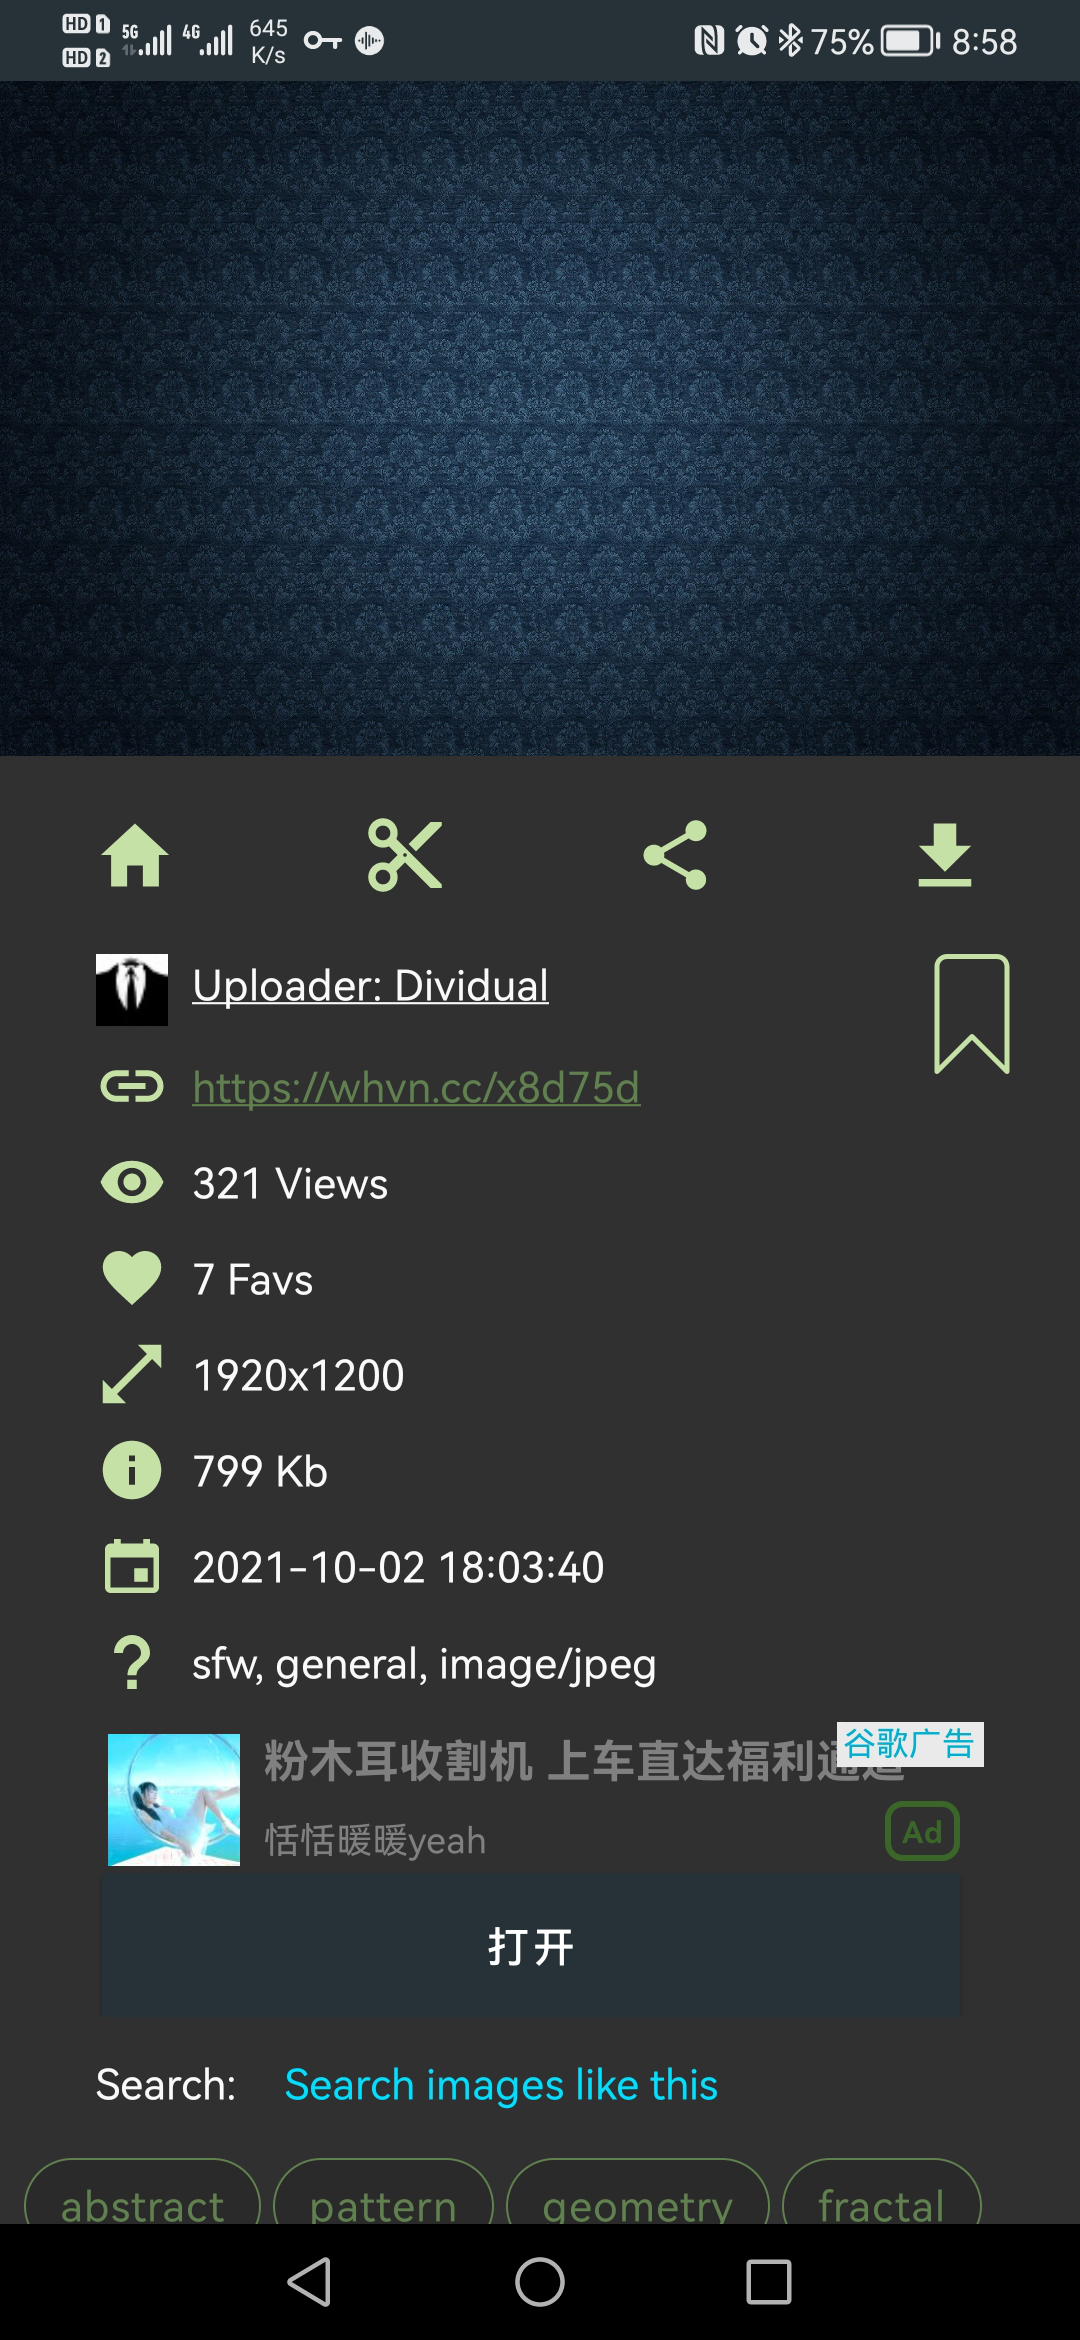 HD 1 5G 4G 645 75% 8:58
HD 2 K/s
Uploader: Dividual
https://whvn.cc/x8d75d
321 Views
7 Favs
1920x1200
799 Kb
2021-10-02 18:03:40
sfw, general, image/jpeg
粉木耳收割机 上车直达福利通道
谷歌广告
恬恬暖暖yeah
Ad
打开
Search: Search images like this
abstract pattern geometry fractal